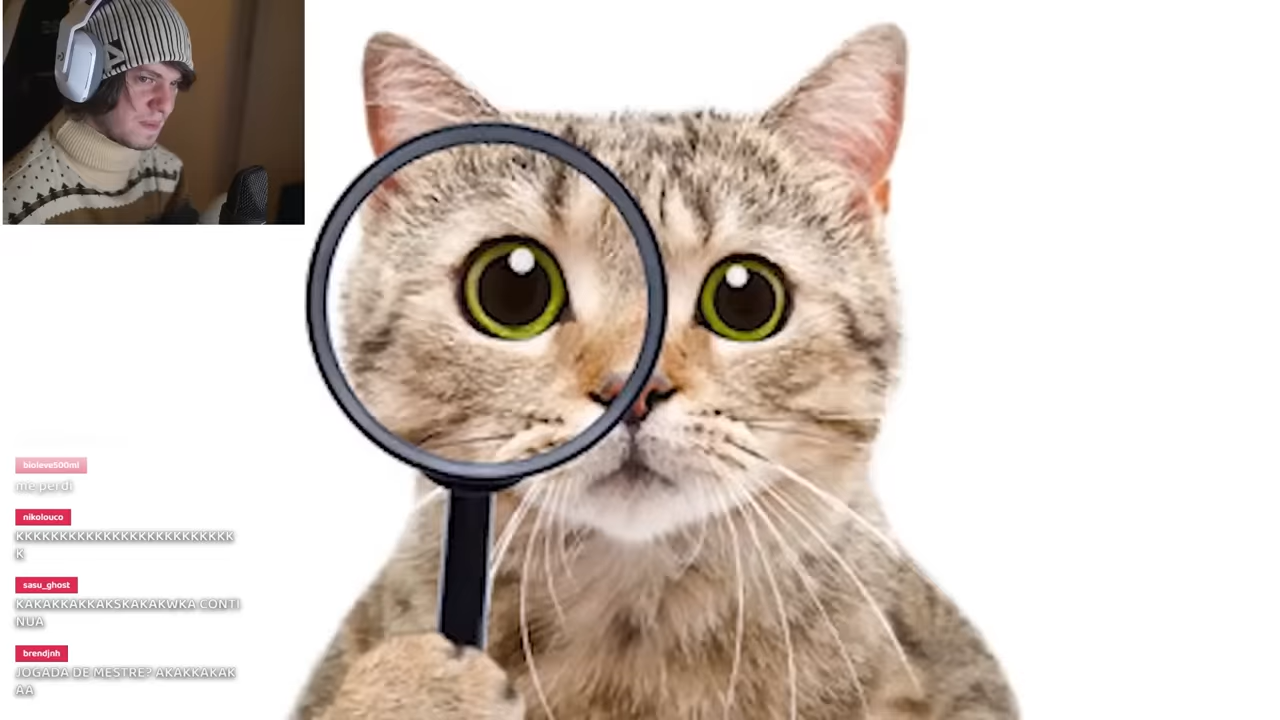 bioleve500ml
me perdi
nikolouco
KKKKKKKKKKKKKKKKKKKKKKKKK
K
sasu_ghost
KAKAKKAKKAKSKAKAKWKA CONTI
NUA
brendjnh
JOGADA DE MESTRE? AKAKKAKAK
AA